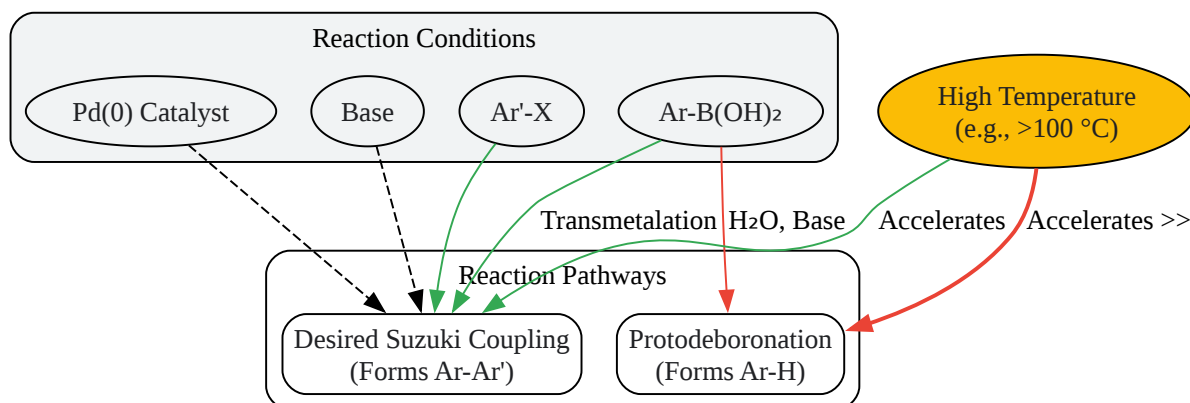 Reaction Conditions
Pd(0) Catalyst
Base
Ar'-X
Ar-B(OH)₂
High Temperature
(e.g., >100 °C)
Transmetalation
H₂O, Base
Accelerates
Accelerates >>
Reaction Pathways
Desired Suzuki Coupling
(Forms Ar-Ar')
Protodeboronation
(Forms Ar-H)